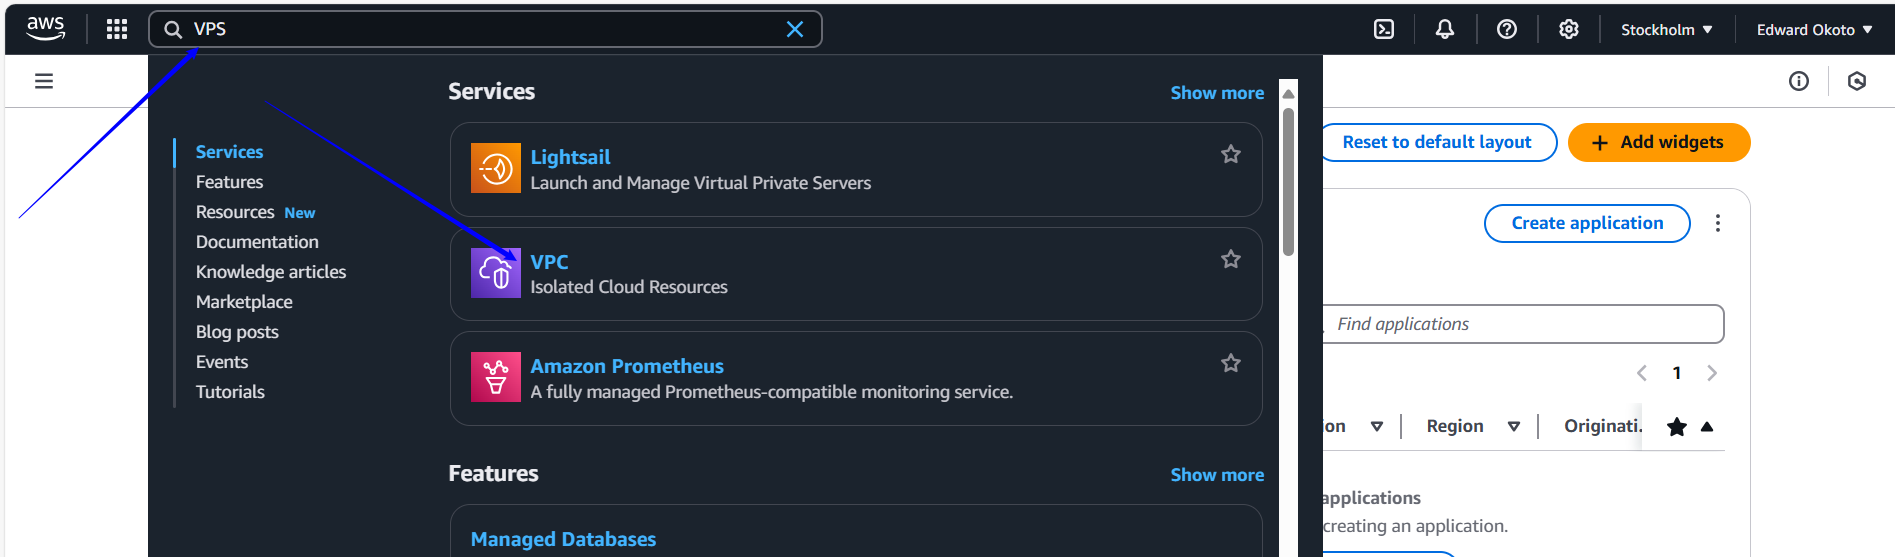 aws
VPS
Stockholm
Edward Okoto
Services
Show more
Reset to default layout
Add widgets
Services
Features
Resources New
Documentation
Knowledge articles
Marketplace
Blog posts
Events
Tutorials
Lightsail
Launch and Manage Virtual Private Servers
VPC
Isolated Cloud Resources
Amazon Prometheus
A fully managed Prometheus-compatible monitoring service.
Features
Show more
Managed Databases
Create application
Find applications
1
ion
Region
Originati.
applications
creating an application.